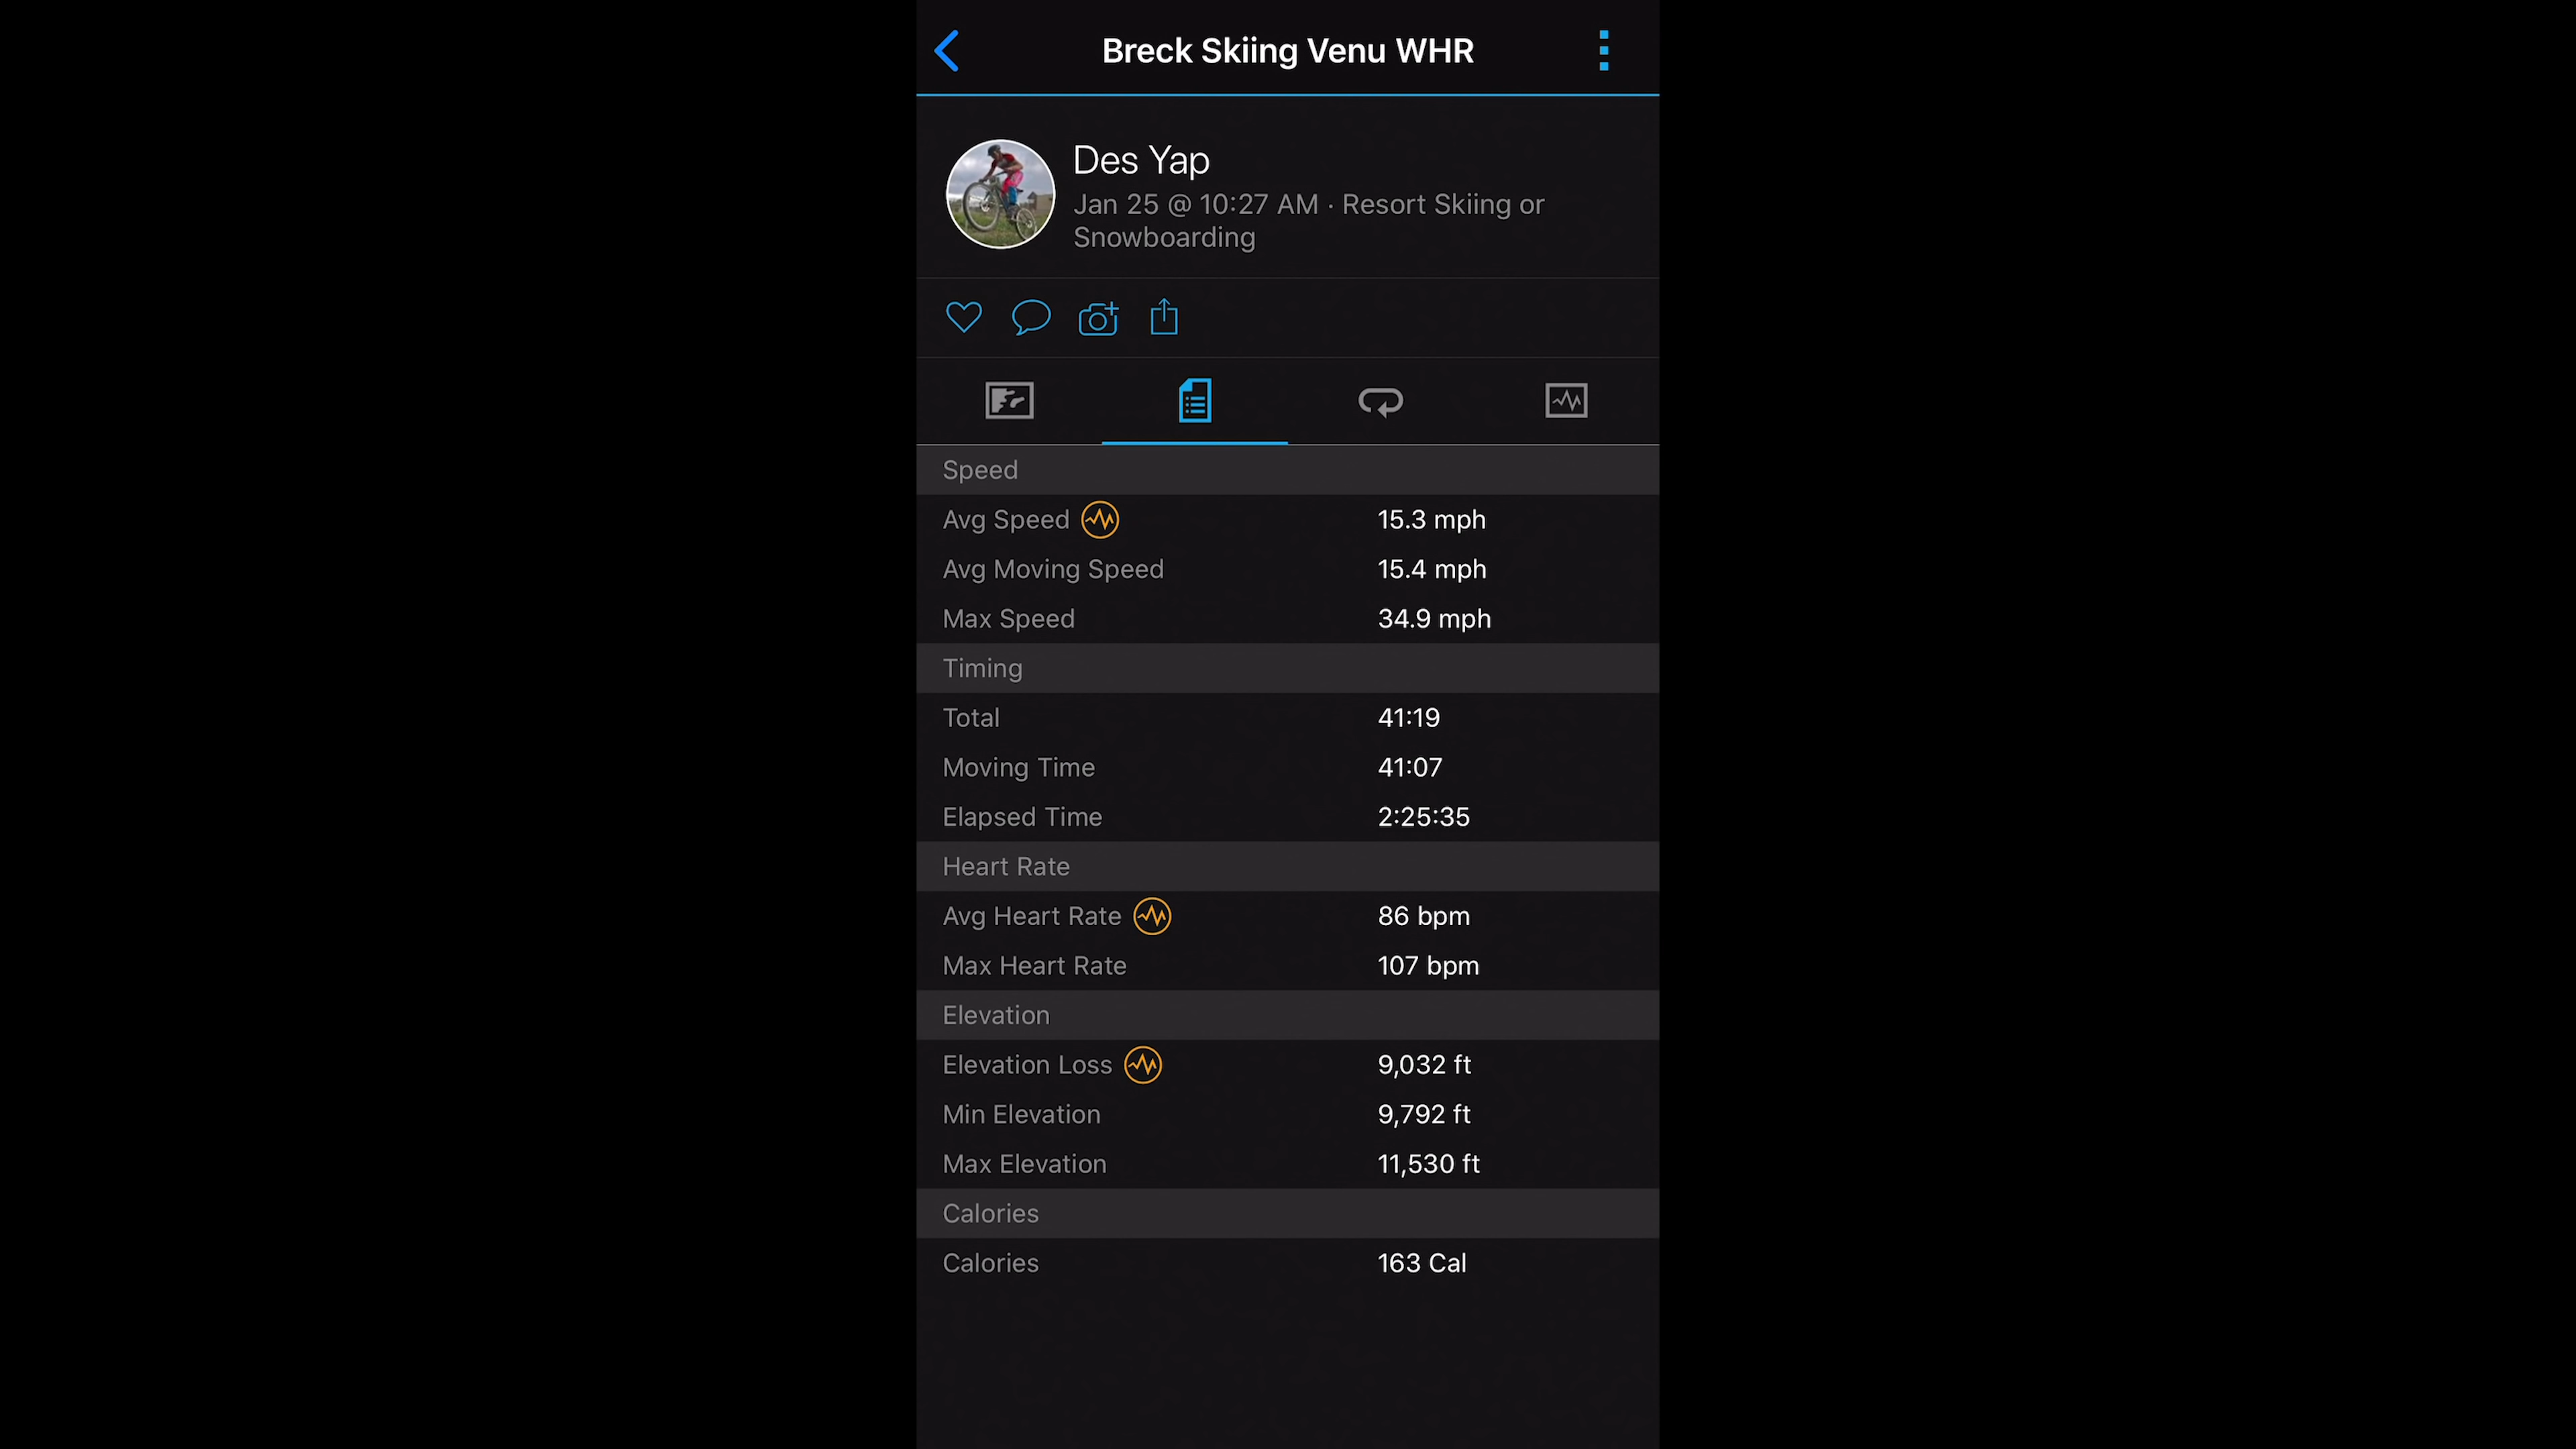 Breck Skiing Venu WHR
Des Yap
Jan 25 @ 10:27 AM · Resort Skiing or
Snowboarding
Speed
Avg Speed 15.3 mph
Avg Moving Speed 15.4 mph
Max Speed 34.9 mph
Timing
Total 41:19
Moving Time 41:07
Elapsed Time 2:25:35
Heart Rate
Avg Heart Rate 86 bpm
Max Heart Rate 107 bpm
Elevation
Elevation Loss 9,032 ft
Min Elevation 9,792 ft
Max Elevation 11,530 ft
Calories
Calories 163 Cal